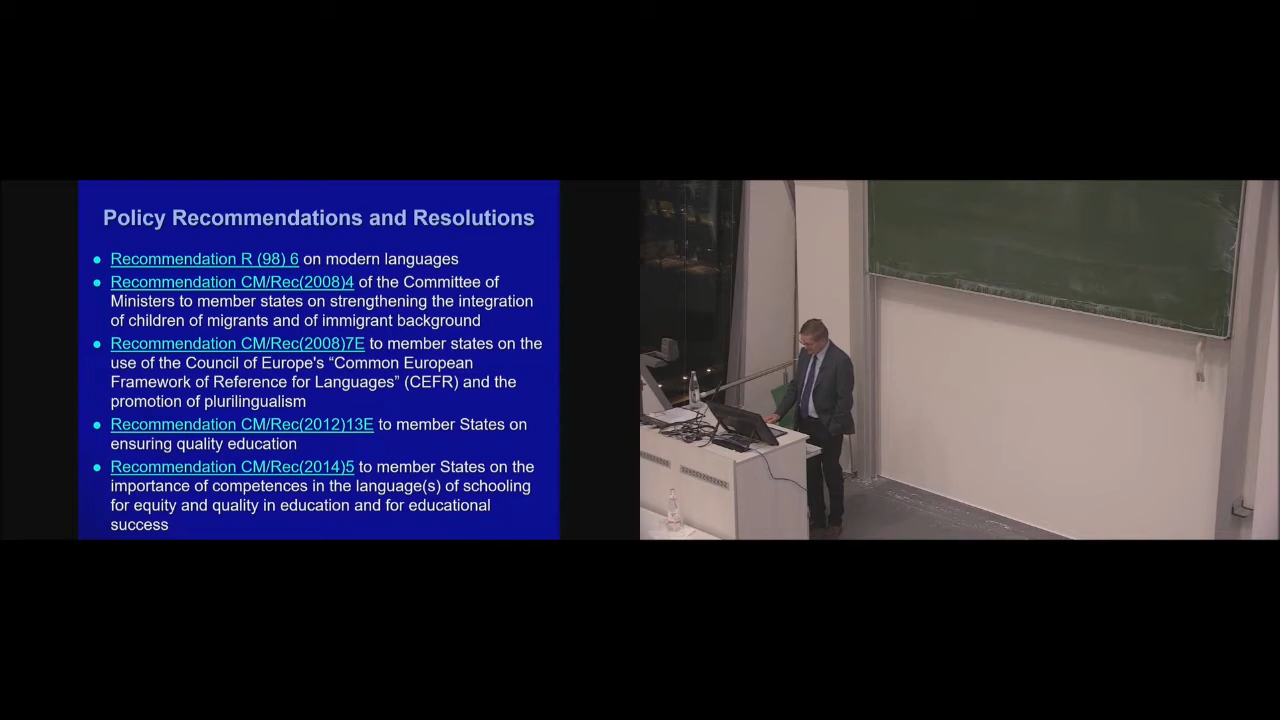 Policy Recommendations and Resolutions
Recommendation R (98) 6 on modern languages
Recommendation CM/Rec(2008)4 of the Committee of
Ministers to member states on strengthening the integration
of children of migrants and of immigrant background
Recommendation CM/Rec(2008)7E to member states on the
use of the Council of Europe's “Common European
Framework of Reference for Languages” (CEFR) and the
promotion of plurilingualism
Recommendation CM/Rec(2012)13E to member States on
ensuring quality education
Recommendation CM/Rec(2014)5 to member States on the
importance of competences in the language(s) of schooling
for equity and quality in education and for educational
success